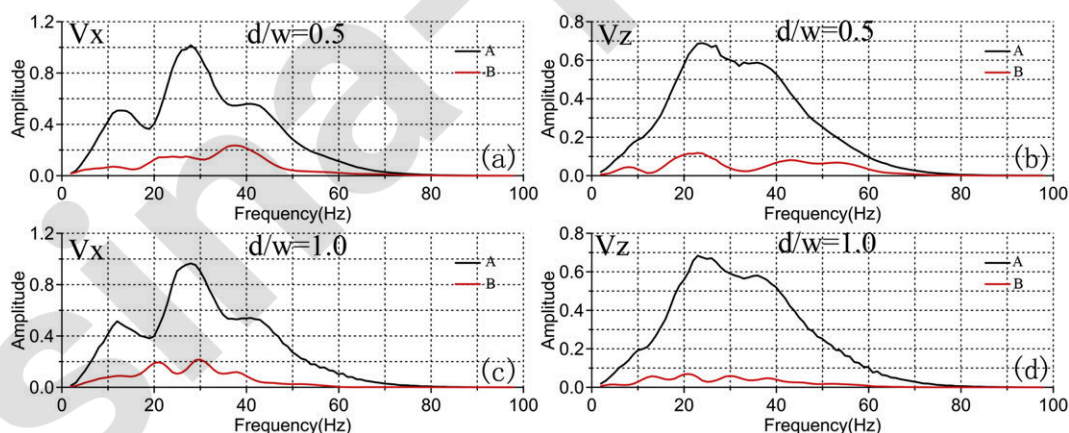 Vx d/w=0.5
A
B
Amplitude
1.2
0.8
0.4
0.0
(a)
0 20 40 60 80 100
Frequency(Hz)
Vz d/w=0.5
A
B
Amplitude
0.8
0.6
0.4
0.2
0.0
(b)
0 20 40 60 80 100
Frequency(Hz)
Vx d/w=1.0
A
B
Amplitude
1.2
0.8
0.4
0.0
(c)
0 20 40 60 80 100
Frequency(Hz)
Vz d/w=1.0
A
B
Amplitude
0.8
0.6
0.4
0.2
0.0
(d)
0 20 40 60 80 100
Frequency(Hz)